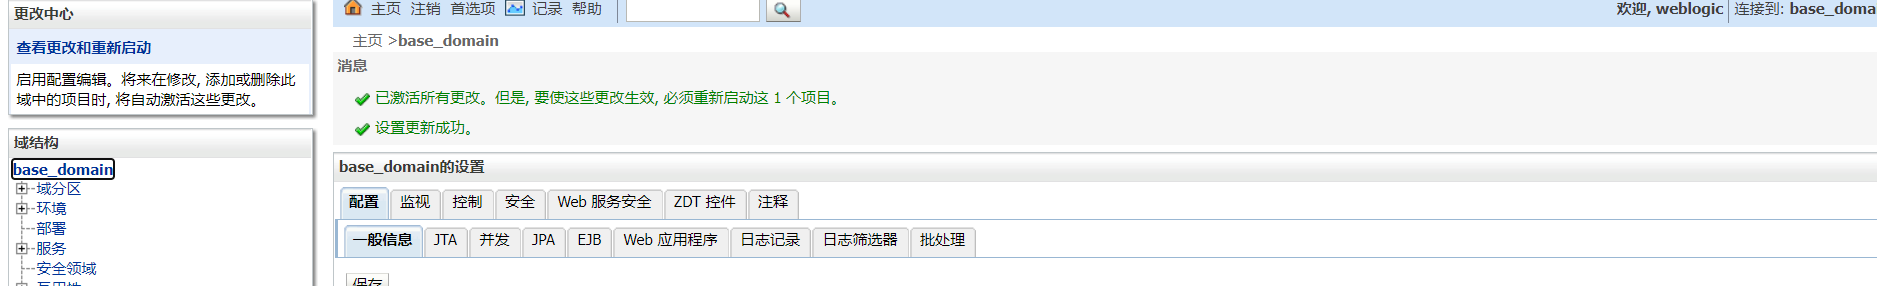 更改中心
查看更改和重新启动
启用配置编辑。将来在修改, 添加或删除此
域中的项目时, 将自动激活这些更改。
域结构
base_domain
域分区
环境
部署
服务
安全领域
主页 注销 首选项 记录 帮助
欢迎, weblogic 连接到: base_doma
主页 >base_domain
消息
已激活所有更改。但是, 要使这些更改生效, 必须重新启动这 1 个项目。
设置更新成功。
base_domain的设置
配置 监视 控制 安全 Web 服务安全 ZDT 控件 注释
一般信息 JTA 并发 JPA EJB Web 应用程序 日志记录 日志筛选器 批处理
保存